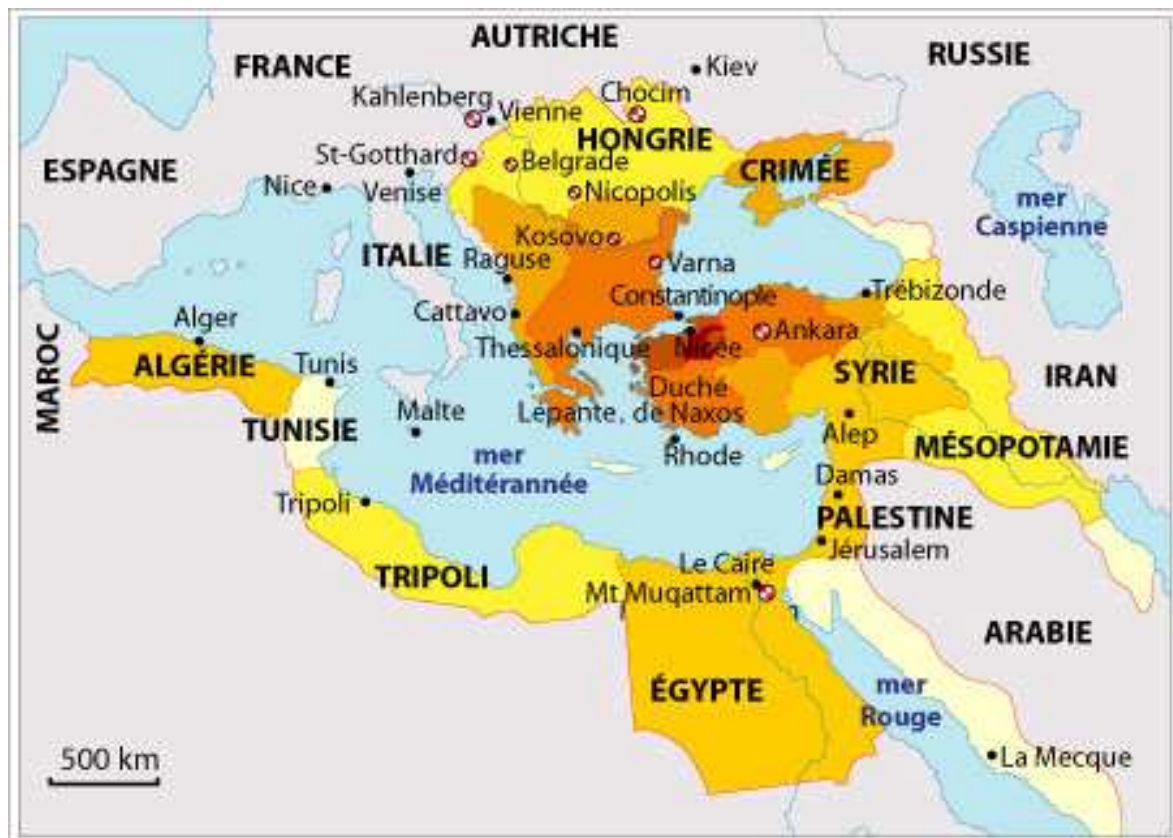 AUTRICHE
RUSSIE
FRANCE
Kiev
Kahlenberg
Vienne
Chocim
HONGRIE
St-Gotthard
Belgrade
CRIMÉE
ESPAGNE
Nice
Venise
Nicopolis
mer
Caspienne
Kosovo
ITALIE
Raguse
Varna
Constantinople
Trébizonde
Cattavo
Alger
Thessalonique
Nicée
Ankara
MAROC
ALGÉRIE
Tunis
Duché
SYRIE
IRAN
Malte
Lépante, de Naxos
TUNISIE
Alep
MÉSOPOTAMIE
mer
Méditérannée
Rhode
Damas
Tripoli
PALESTINE
Jérusalem
TRIPOLI
Le Caire
Mt.Muqattam
ARABIE
ÉGYPTE
mer
Rouge
500 km
La Mecque